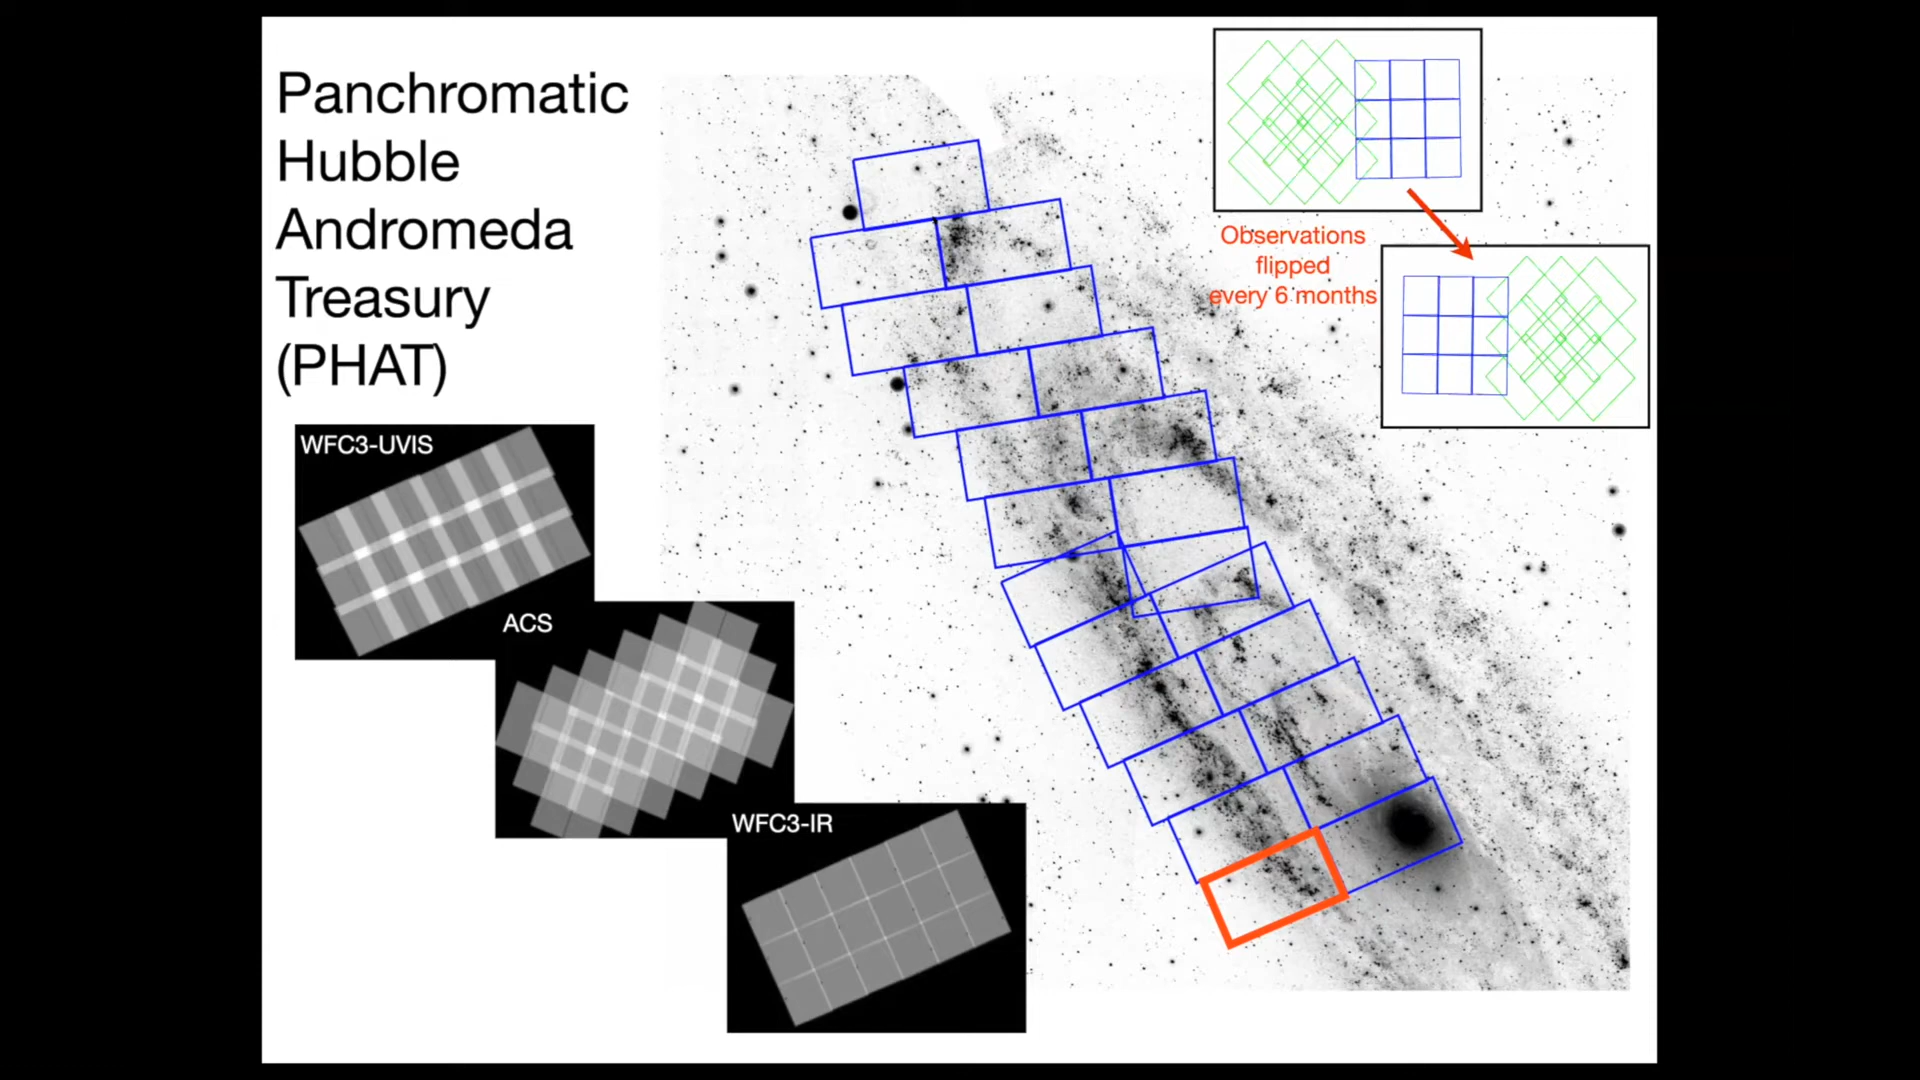 Panchromatic
Hubble
Andromeda
Treasury
(PHAT)
Observations
flipped
every 6 months
WFC3-UVIS
ACS
WFC3-IR